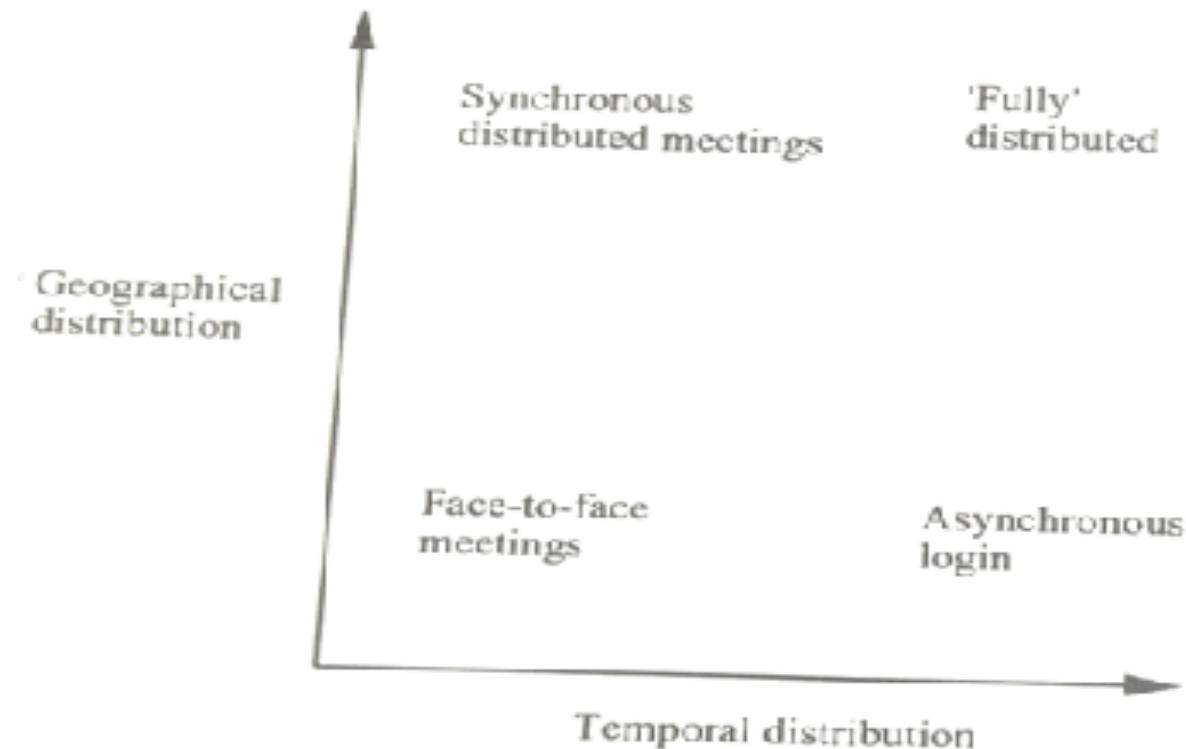 Synchronous
distributed meetings
'Fully'
distributed
Geographical
distribution
Face-to-face
meetings
Asynchronous
login
Temporal distribution